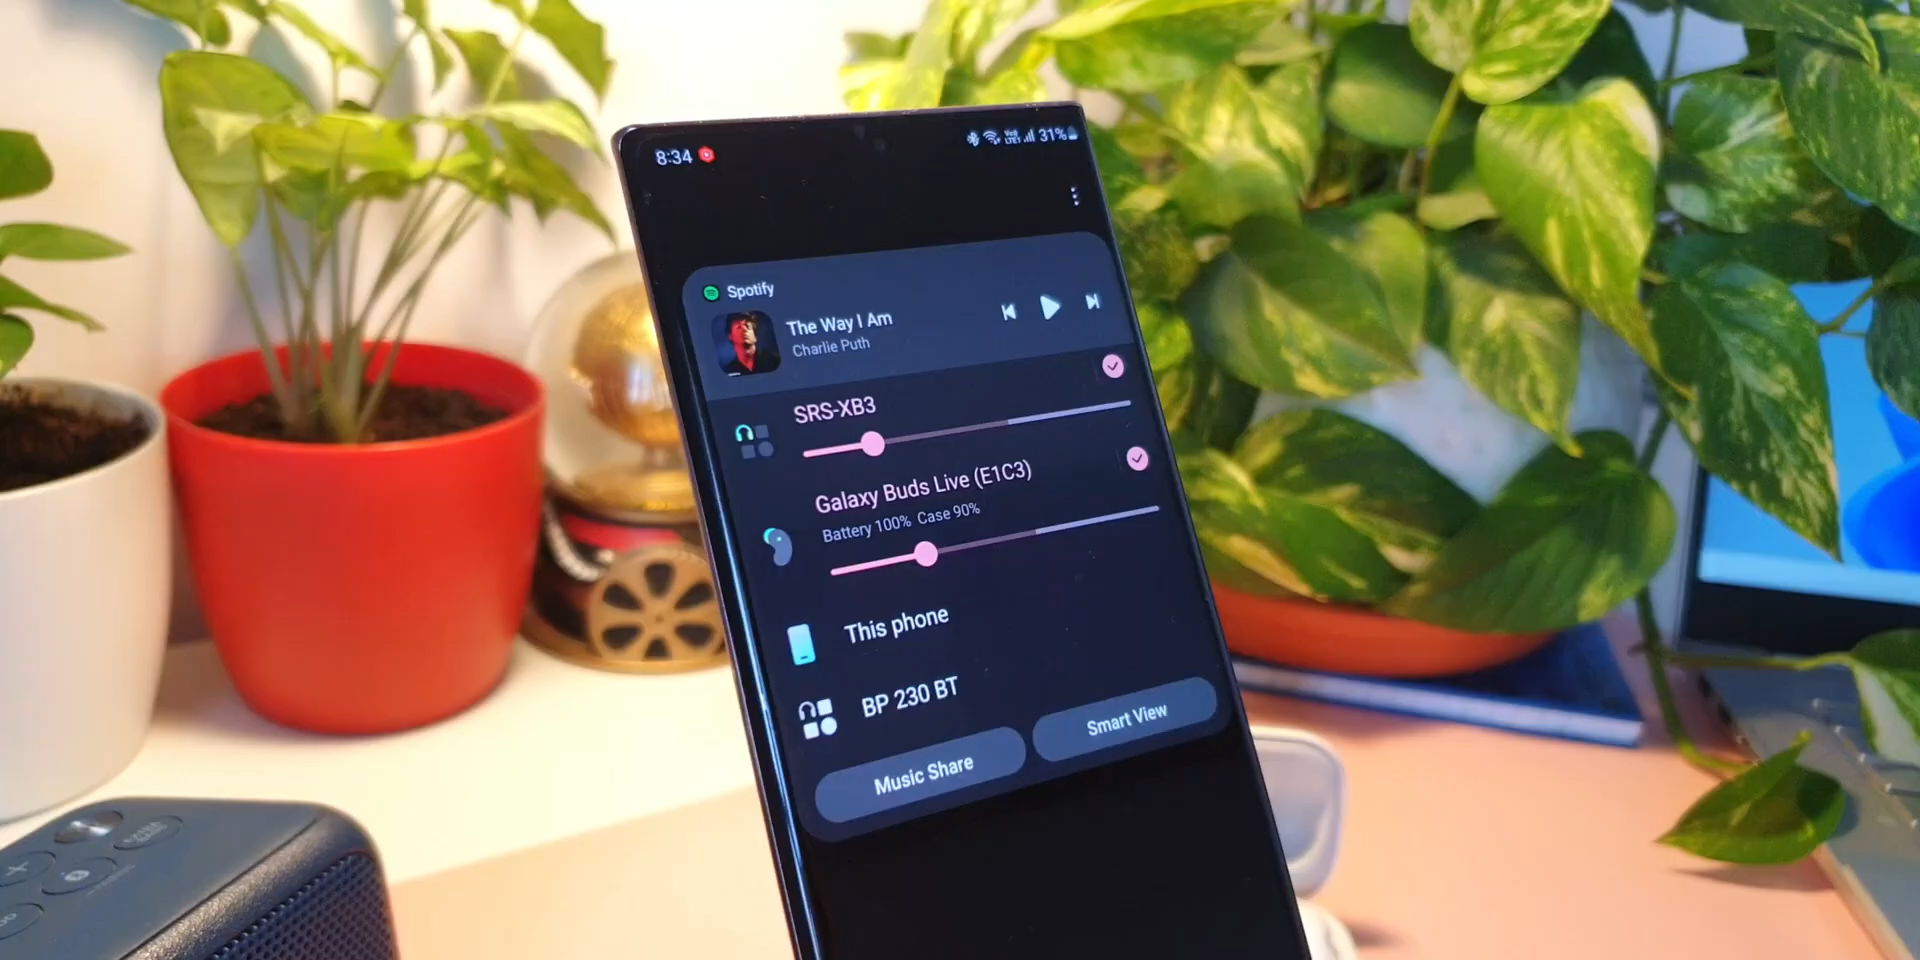 8:34
31%
Spotify
The Way I Am
Charlie Puth
SRS-XB3
Galaxy Buds Live (E1C3)
Battery 100% Case 90%
This phone
BP 230 BT
Music Share
Smart View